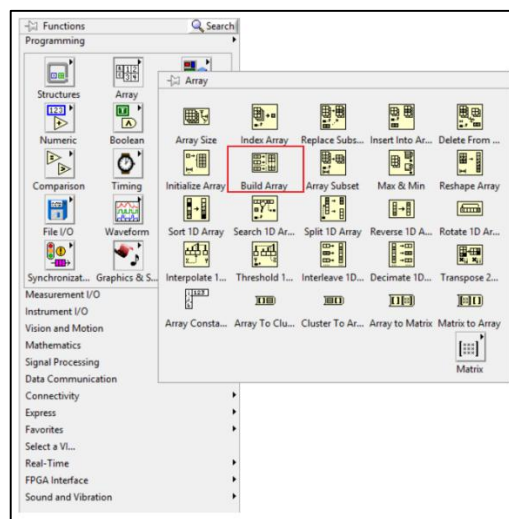 Functions
Search
Programming
Structures Array
Numeric Boolean
Comparison Timing
File I/O Waveform
Synchronizat... Graphics & S...
Measurement I/O
Instrument I/O
Vision and Motion
Mathematics
Signal Processing
Data Communication
Connectivity
Express
Favorites
Select a VI...
Real-Time
FPGA Interface
Sound and Vibration
Array
Array Size Index Array Replace Subs... Insert Into Ar... Delete From ...
Initialize Array Build Array Array Subset Max & Min Reshape Array
Sort 1D Array Search 1D Ar... Split 1D Array Reverse 1D A... Rotate 1D Ar...
Interpolate 1... Threshold 1... Interleave 1D... Decimate 1D... Transpose 2...
Array Consta... Array To Clu... Cluster To Ar... Array to Matrix Matrix to Array
Matrix